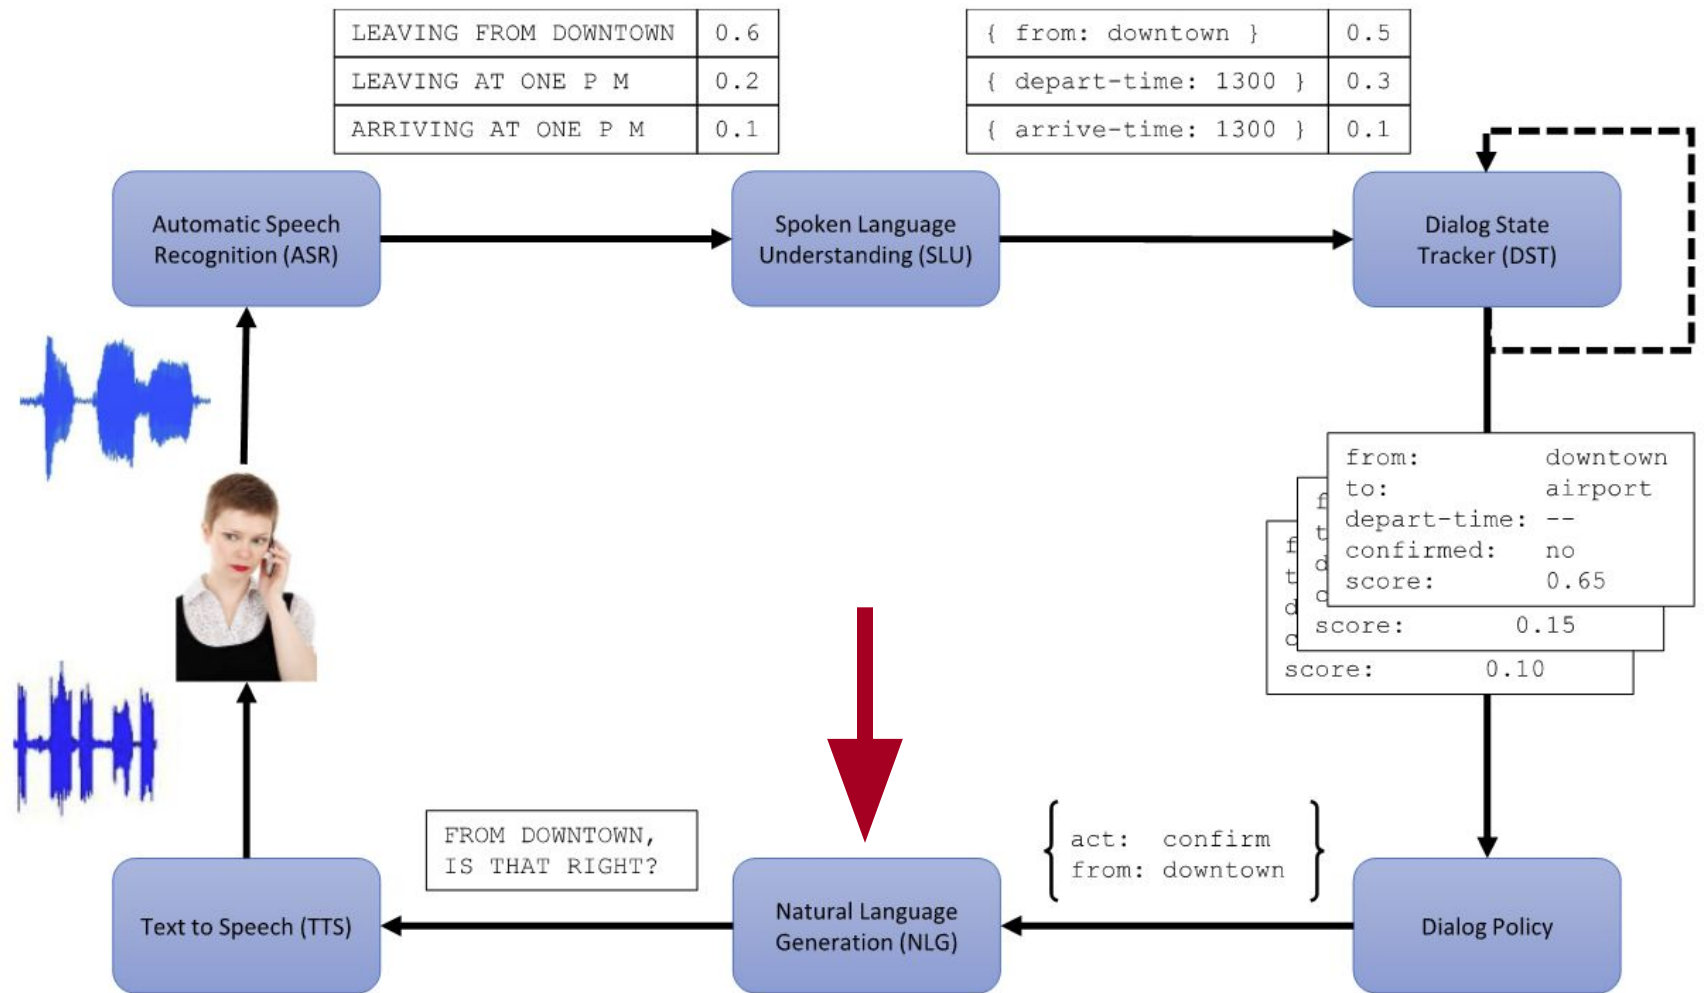 LEAVING FROM DOWNTOWN 0.6
LEAVING AT ONE P M 0.2
ARRIVING AT ONE P M 0.1
{ from: downtown } 0.5
{ depart-time: 1300 } 0.3
{ arrive-time: 1300 } 0.1
Automatic Speech
Recognition (ASR)
Spoken Language
Understanding (SLU)
Dialog State
Tracker (DST)
from: downtown
to: airport
depart-time: --
confirmed: no
score: 0.65
f
t
d
c
score: 0.15
f
t
d
c
score: 0.10
act: confirm
from: downtown
FROM DOWNTOWN,
IS THAT RIGHT?
Text to Speech (TTS)
Natural Language
Generation (NLG)
Dialog Policy